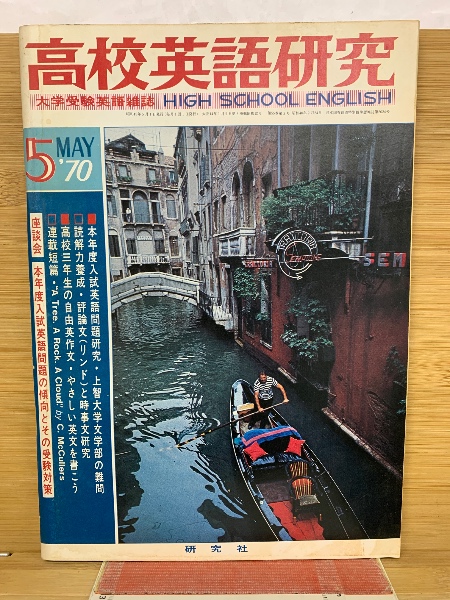 高校英語研究
大学受験英語雑誌 HIGH SCHOOL ENGLISH
5 MAY '70
■本年度入試英語問題研究・上智大学文学部の難問
■読解力養成・評論文(リンド)と時事文研究
■高校三年生の自由英作文・やさしい英文を書こう
■連載短篇・"A Tree, A Rock, A Cloud" by C. McCullers
座談会 本年度入試英語問題の傾向とその受験対策
SEM
研究社